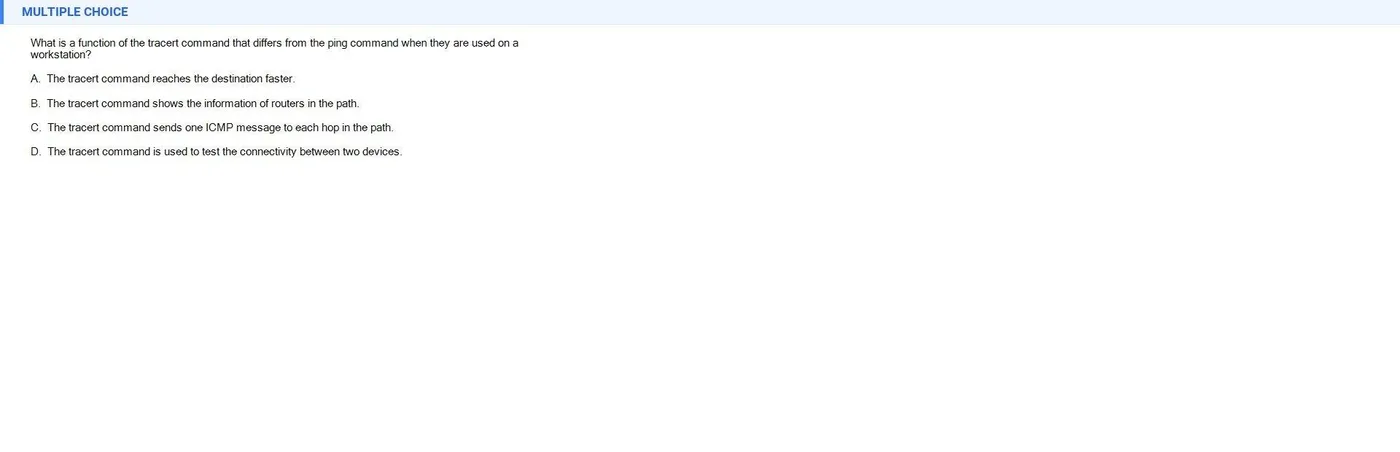 MULTIPLE CHOICE
What is a function of the tracert command that differs from the ping command when they are used on a
workstation?
A. The tracert command reaches the destination faster.
B. The tracert command shows the information of routers in the path.
C. The tracert command sends one ICMP message to each hop in the path.
D. The tracert command is used to test the connectivity between two devices.